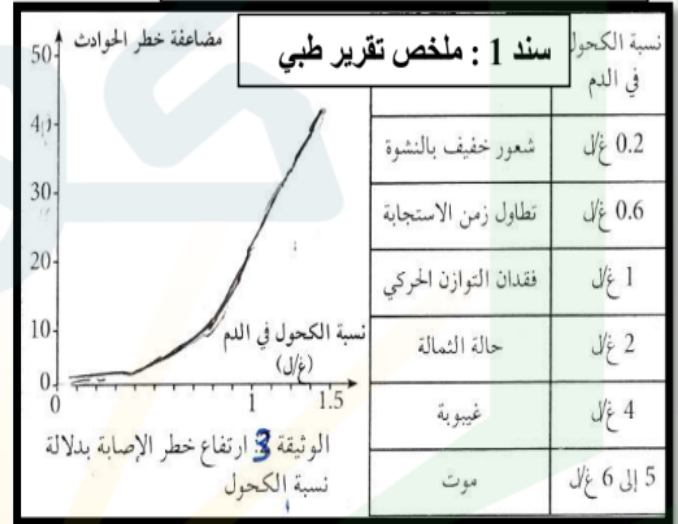 سند 1 : ملخص تقرير طبي
مضاعفة خطر الحوادث
50
40
30
20
10
0
0
1
1.5
نسبة الكحول في الدم
(غ/ل)
الوثيقة 3: ارتفاع خطر الإصابة بدلالة
نسبة الكحول
نسبة الكحول
في الدم
0.2 غ/ل شعور خفيف بالنشوة
0.6 غ/ل تطاول زمن الاستجابة
1 غ/ل فقدان التوازن الحركي
2 غ/ل حالة الثمالة
4 غ/ل غيبوبة
5 إلى 6 غ/ل موت